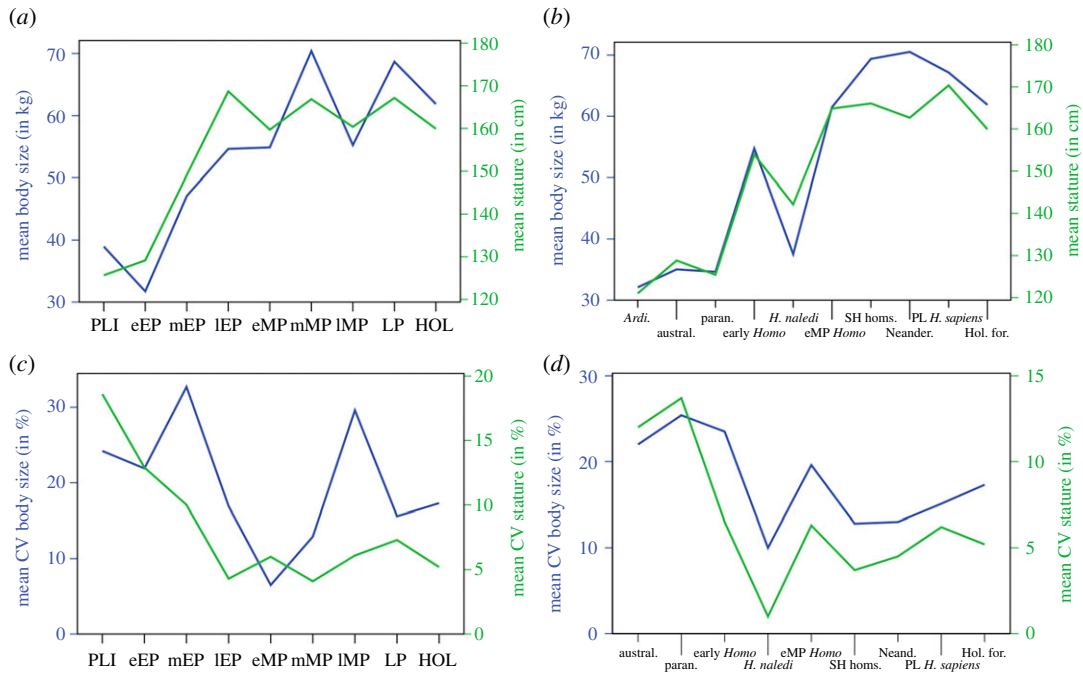 (a)
mean body size (in kg)
70
60
50
40
30
180
170
160
150
140
130
120
mean stature (in cm)
PLI eEP mEP lEP eMP mMP lMP LP HOL
(b)
mean body size (in kg)
70
60
50
40
30
180
170
160
150
140
130
120
mean stature (in cm)
Ardi. paran. H. naledi SH homs. PL H. sapiens
austral. early Homo eMP Homo Neander. Hol. for.
(c)
mean CV body size (in %)
30
20
10
0
20
15
10
5
0
mean CV stature (in %)
PLI eEP mEP lEP eMP mMP lMP LP HOL
(d)
mean CV body size (in %)
30
20
10
0
15
10
5
0
mean CV stature (in %)
austral. early Homo eMP Homo Neand. Hol. for.
paran. H. naledi SH homs. PL H. sapiens